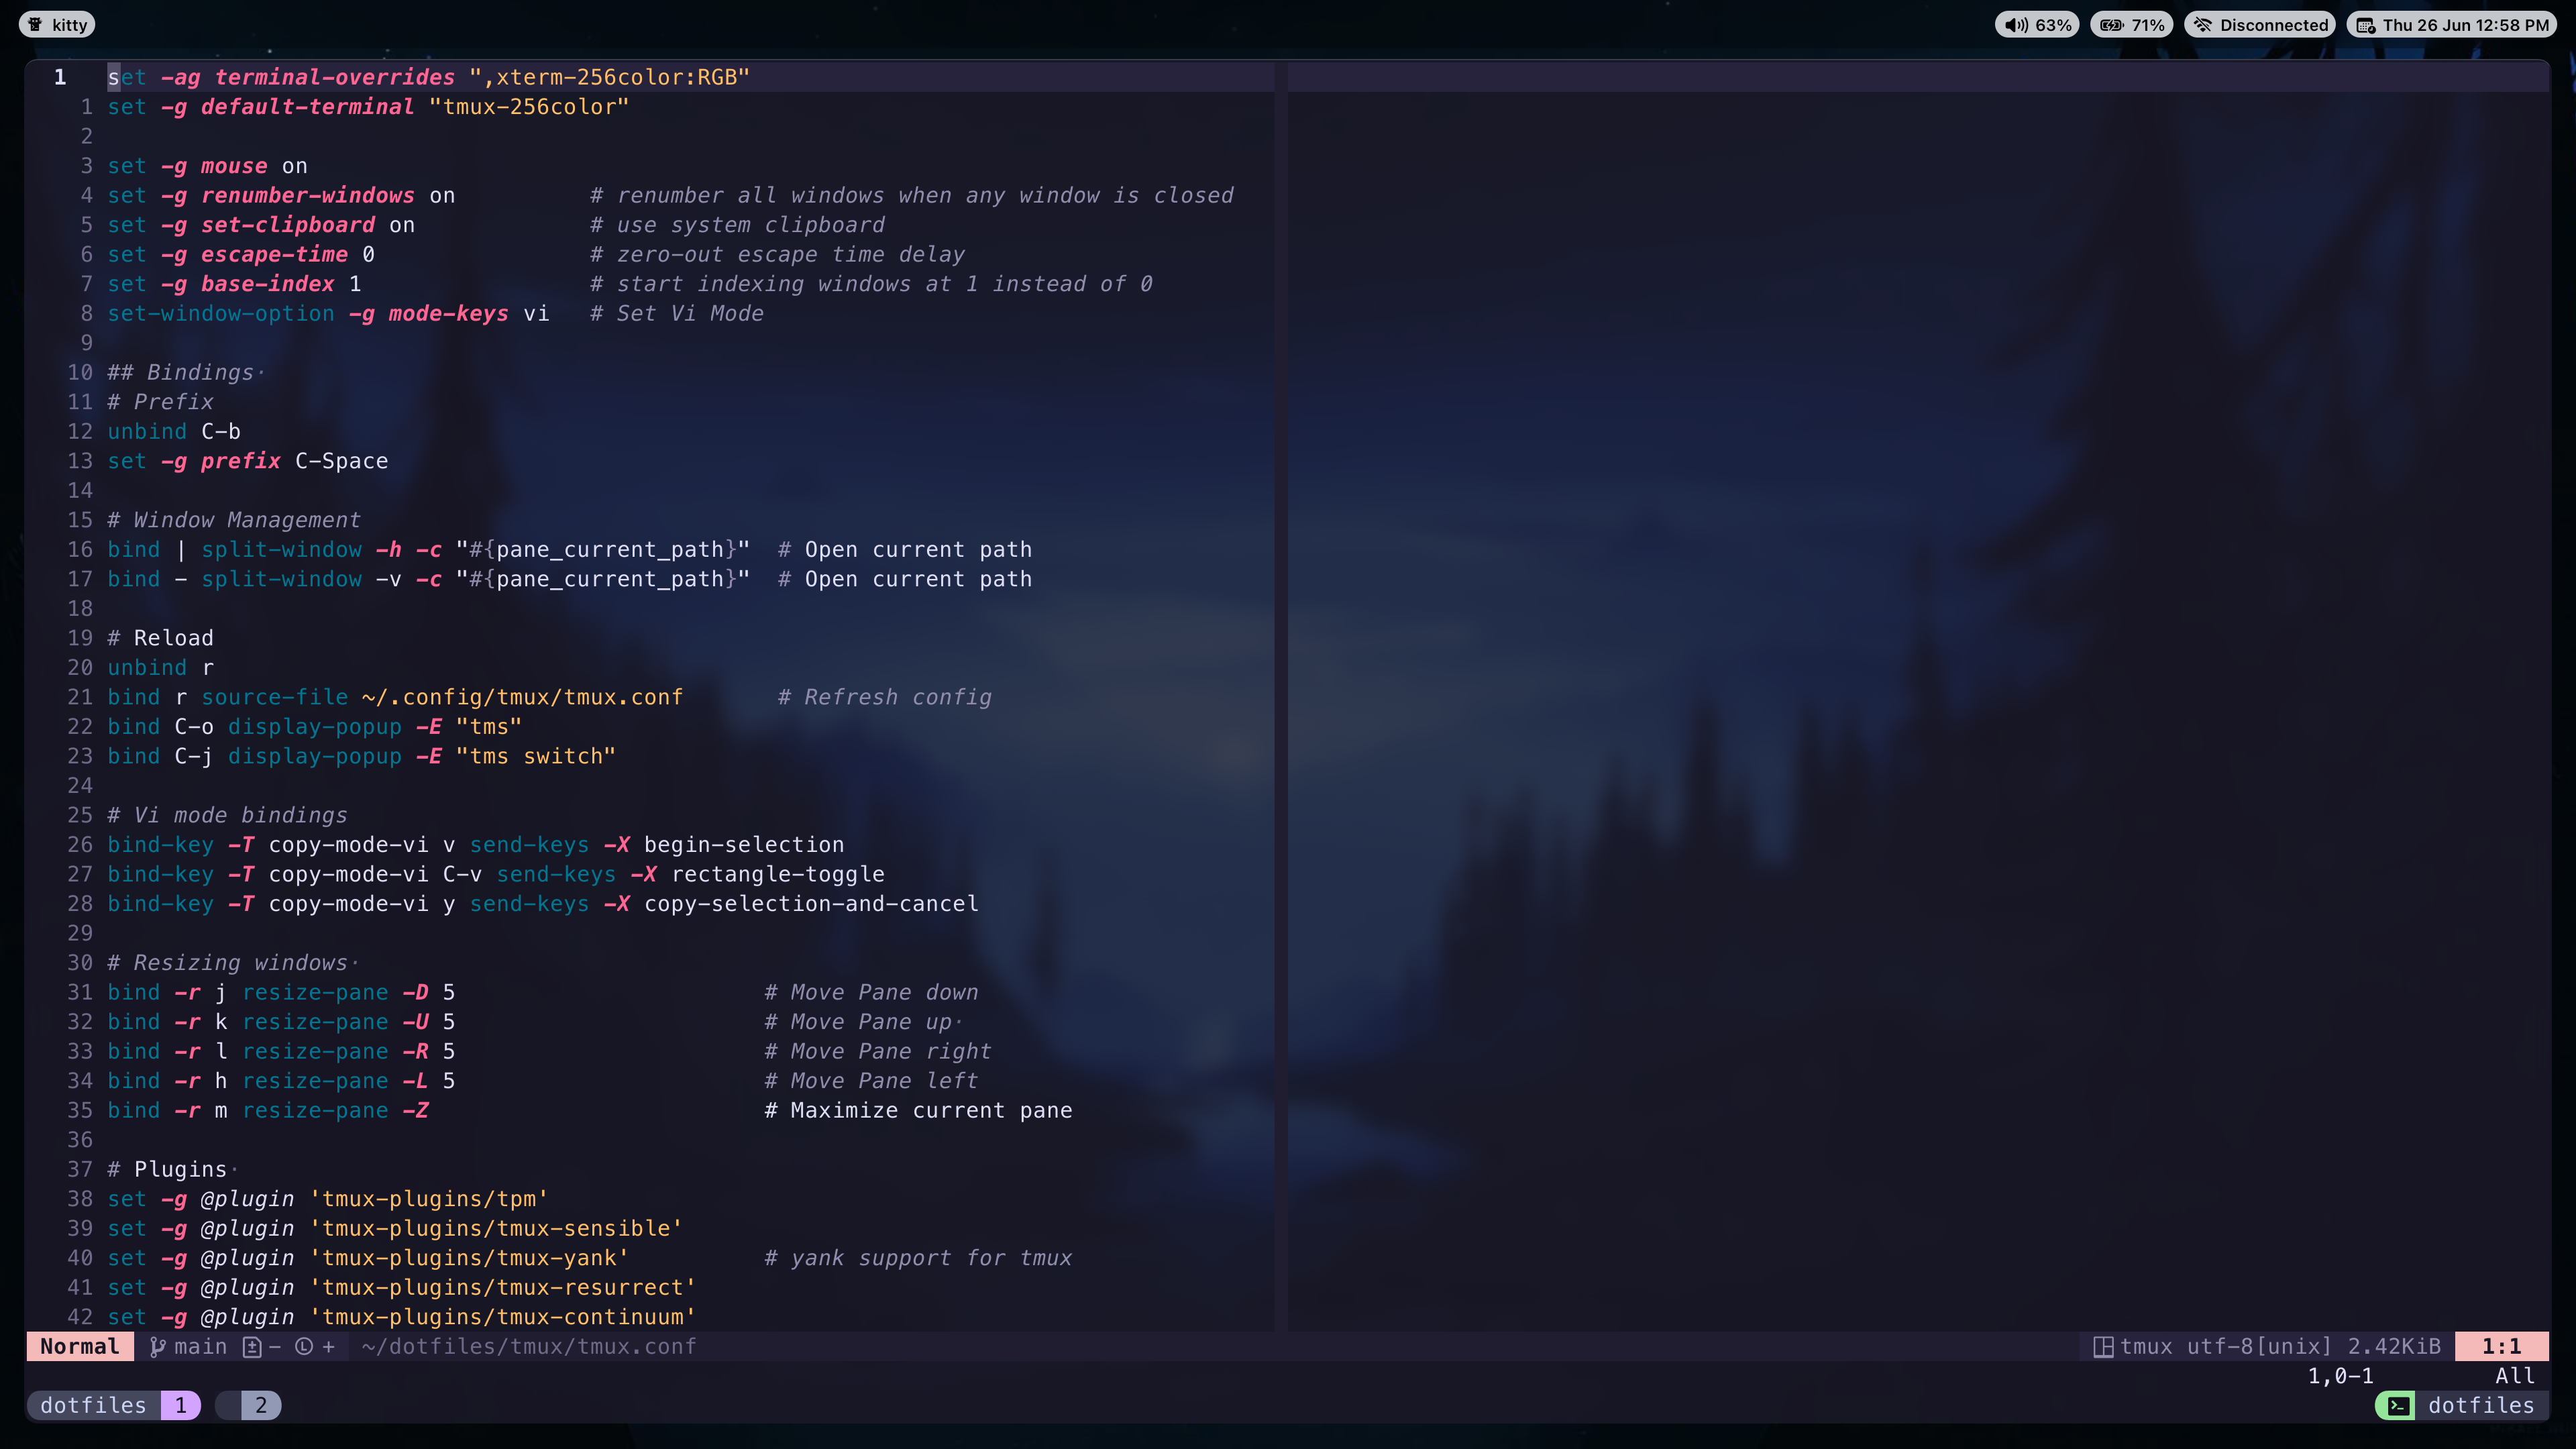 kitty
63%
71%
Disconnected
Thu 26 Jun 12:58 PM
1 set -ag terminal-overrides ",xterm-256color:RGB"
1 set -g default-terminal "tmux-256color"
2
3 set -g mouse on
4 set -g renumber-windows on          # renumber all windows when any window is closed
5 set -g set-clipboard on             # use system clipboard
6 set -g escape-time 0                # zero-out escape time delay
7 set -g base-index 1                 # start indexing windows at 1 instead of 0
8 set-window-option -g mode-keys vi   # Set Vi Mode
9
10 ## Bindings·
11 # Prefix
12 unbind C-b
13 set -g prefix C-Space
14
15 # Window Management
16 bind | split-window -h -c "#{pane_current_path}"  # Open current path
17 bind - split-window -v -c "#{pane_current_path}"  # Open current path
18
19 # Reload
20 unbind r
21 bind r source-file ~/.config/tmux/tmux.conf       # Refresh config
22 bind C-o display-popup -E "tms"
23 bind C-j display-popup -E "tms switch"
24
25 # Vi mode bindings
26 bind-key -T copy-mode-vi v send-keys -X begin-selection
27 bind-key -T copy-mode-vi C-v send-keys -X rectangle-toggle
28 bind-key -T copy-mode-vi y send-keys -X copy-selection-and-cancel
29
30 # Resizing windows·
31 bind -r j resize-pane -D 5                       # Move Pane down
32 bind -r k resize-pane -U 5                       # Move Pane up·
33 bind -r l resize-pane -R 5                       # Move Pane right
34 bind -r h resize-pane -L 5                       # Move Pane left
35 bind -r m resize-pane -Z                         # Maximize current pane
36
37 # Plugins·
38 set -g @plugin 'tmux-plugins/tpm'
39 set -g @plugin 'tmux-plugins/tmux-sensible'
40 set -g @plugin 'tmux-plugins/tmux-yank'          # yank support for tmux
41 set -g @plugin 'tmux-plugins/tmux-resurrect'
42 set -g @plugin 'tmux-plugins/tmux-continuum'
Normal main - + ~/dotfiles/tmux/tmux.conf tmux utf-8[unix] 2.42KiB 1:1
1,0-1 All
dotfiles 1 2 dotfiles